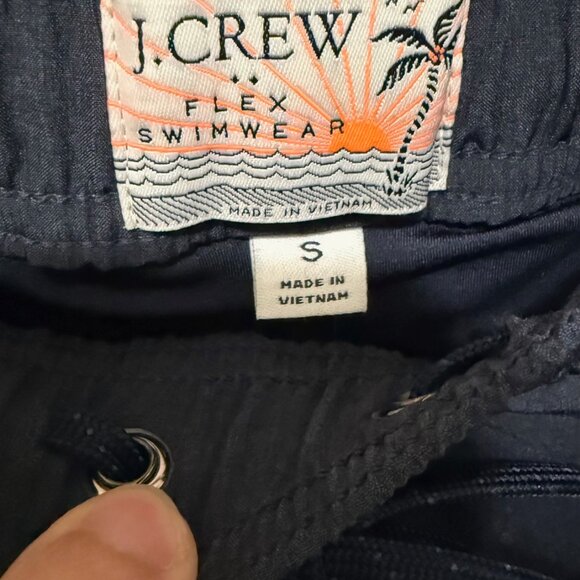 J.CREW
FLEX
SWIMWEAR
MADE IN VIETNAM
S
MADE IN
VIETNAM